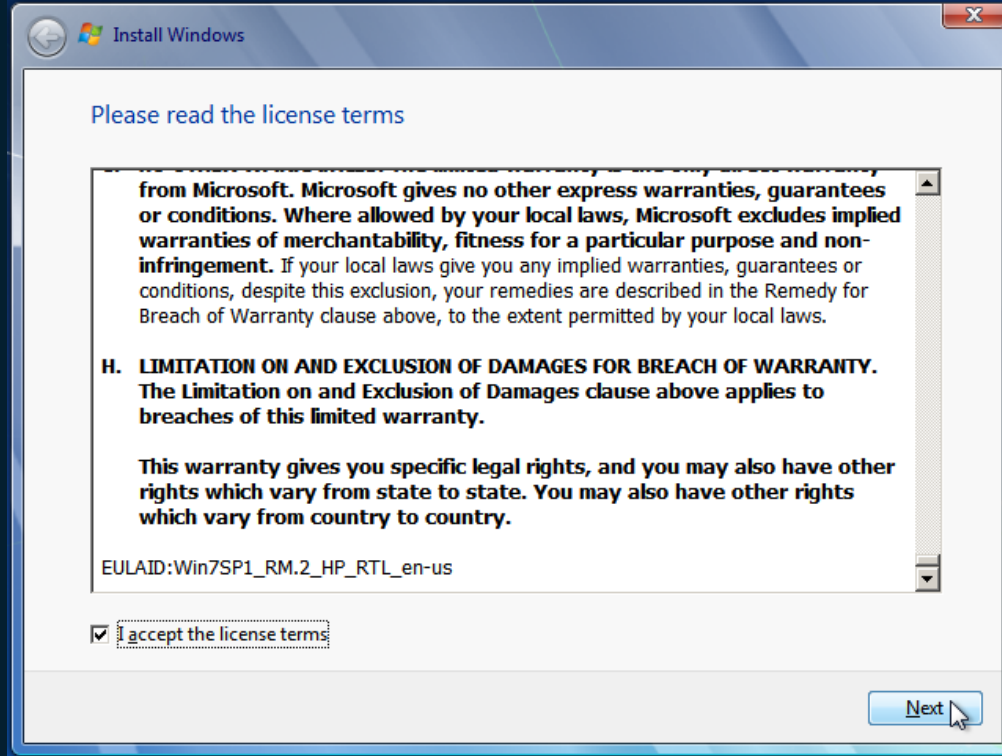 Install Windows
Please read the license terms
from Microsoft. Microsoft gives no other express warranties, guarantees
or conditions. Where allowed by your local laws, Microsoft excludes implied
warranties of merchantability, fitness for a particular purpose and non-
infringement. If your local laws give you any implied warranties, guarantees or
conditions, despite this exclusion, your remedies are described in the Remedy for
Breach of Warranty clause above, to the extent permitted by your local laws.
H. LIMITATION ON AND EXCLUSION OF DAMAGES FOR BREACH OF WARRANTY.
The Limitation on and Exclusion of Damages clause above applies to
breaches of this limited warranty.
This warranty gives you specific legal rights, and you may also have other
rights which vary from state to state. You may also have other rights
which vary from country to country.
EULAID:Win7SP1_RM.2_HP_RTL_en-us
I accept the license terms
Next